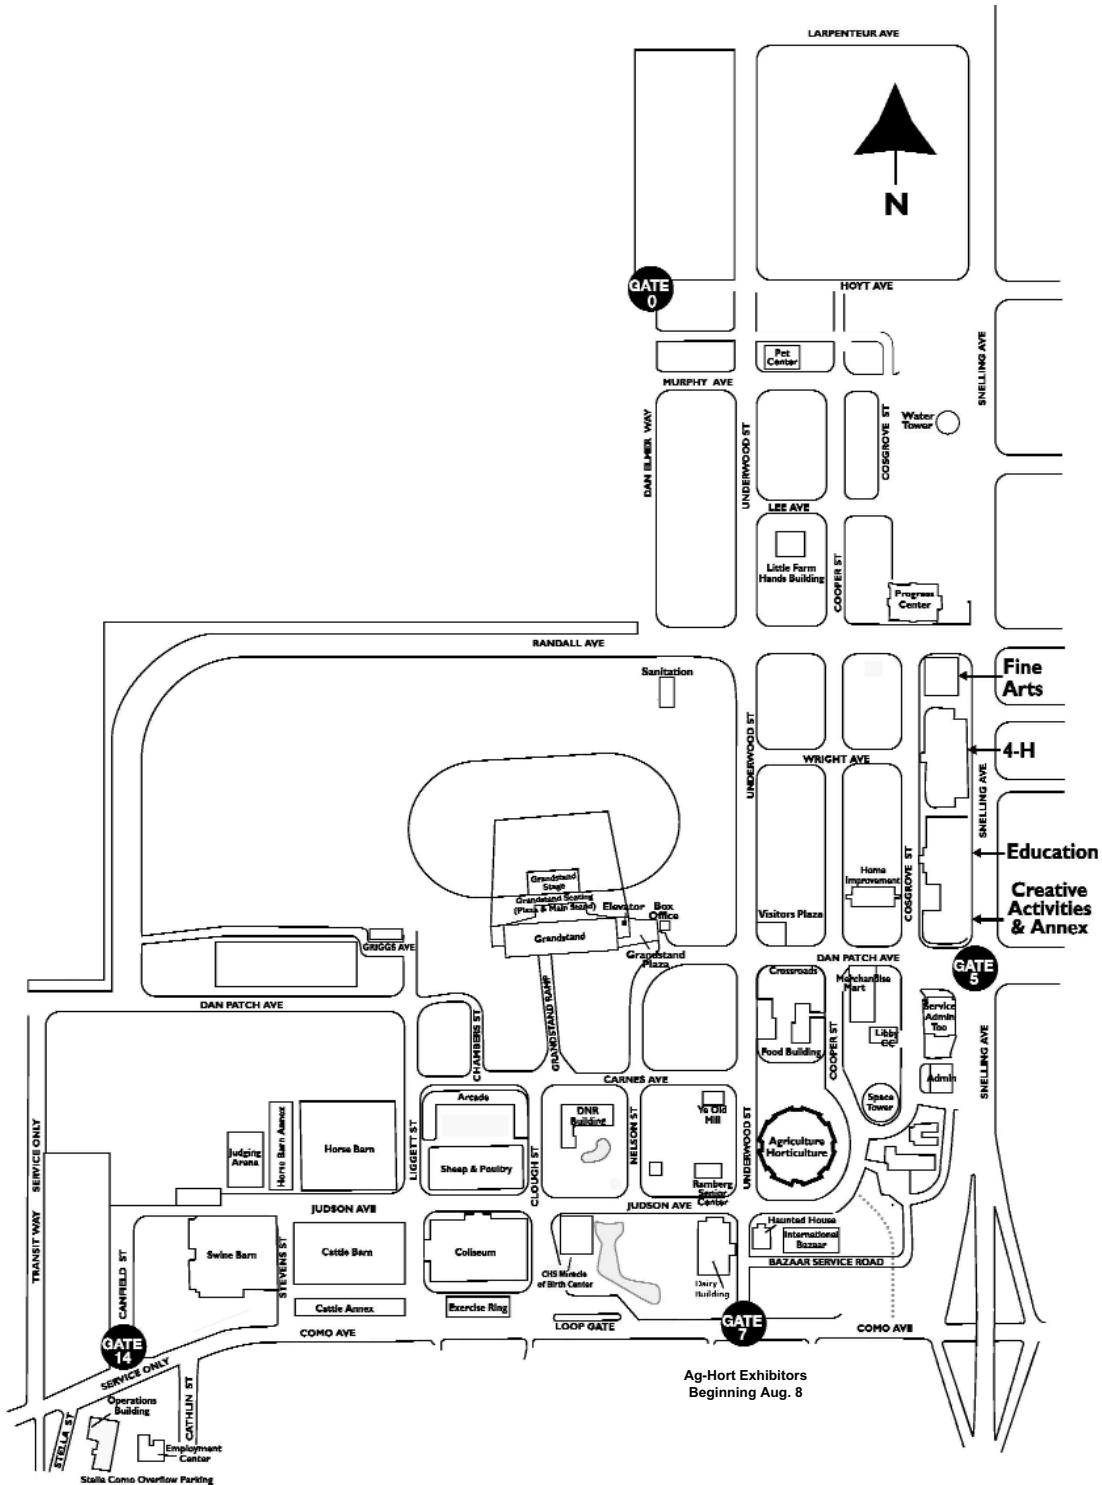 LARPENTEUR AVE
N
GATE
0
HOYT AVE
SNELLING AVE
Pet
Center
MURPHY AVE
DAN ELMER WAY
UNDERWOOD ST
COSGROVE ST
Water
Tower
LEE AVE
Little Farm
Hands Building
COOPER ST
Progress
Center
RANDALL AVE
Sanitation
Fine
Arts
UNDERWOOD ST
WRIGHT AVE
4-H
SNELLING AVE
Education
Home
Improvement
COSGROVE ST
Creative
Activities
& Annex
Grandstand
Stage
Grandstand Seating
(Plaza & Main Stand)
Elevator
Box
Office
Visitors Plaza
Grandstand
Grandstand
Plaza
GRIGGS AVE
DAN PATCH AVE
GATE
5
Crossroads
Merchandise
Mart
DAN PATCH AVE
GRANDSTAND RAMP
CHAMBERS ST
Service
Admin
Too
Libby
CC
Food Building
COOPER ST
SNELLING AVE
CARNES AVE
Admin
Arcade
DNR
Building
Ye Old
Mill
Space
Tower
TRANSIT WAY SERVICE ONLY
Judging
Arena
Horse Barn Annex
Horse Barn
LIGGETT ST
Sheep & Poultry
CLOUGH ST
NELSON ST
UNDERWOOD ST
Agriculture
Horticulture
Ramberg
Senior
Center
JUDSON AVE
JUDSON AVE
Haunted House
International
Bazaar
BAZAAR SERVICE ROAD
CANFIELD ST
Swine Barn
STEVENS ST
Cattle Barn
Coliseum
CHS Miracle
of Birth Center
Dairy
Building
Cattle Annex
Exercise Ring
LOOP GATE
GATE
7
COMO AVE
COMO AVE
GATE
14
SERVICE ONLY
Ag-Hort Exhibitors
Beginning Aug. 8
CATHLIN ST
Operations
Building
STELLA ST
Employment
Center
Stella Como Overflow Parking